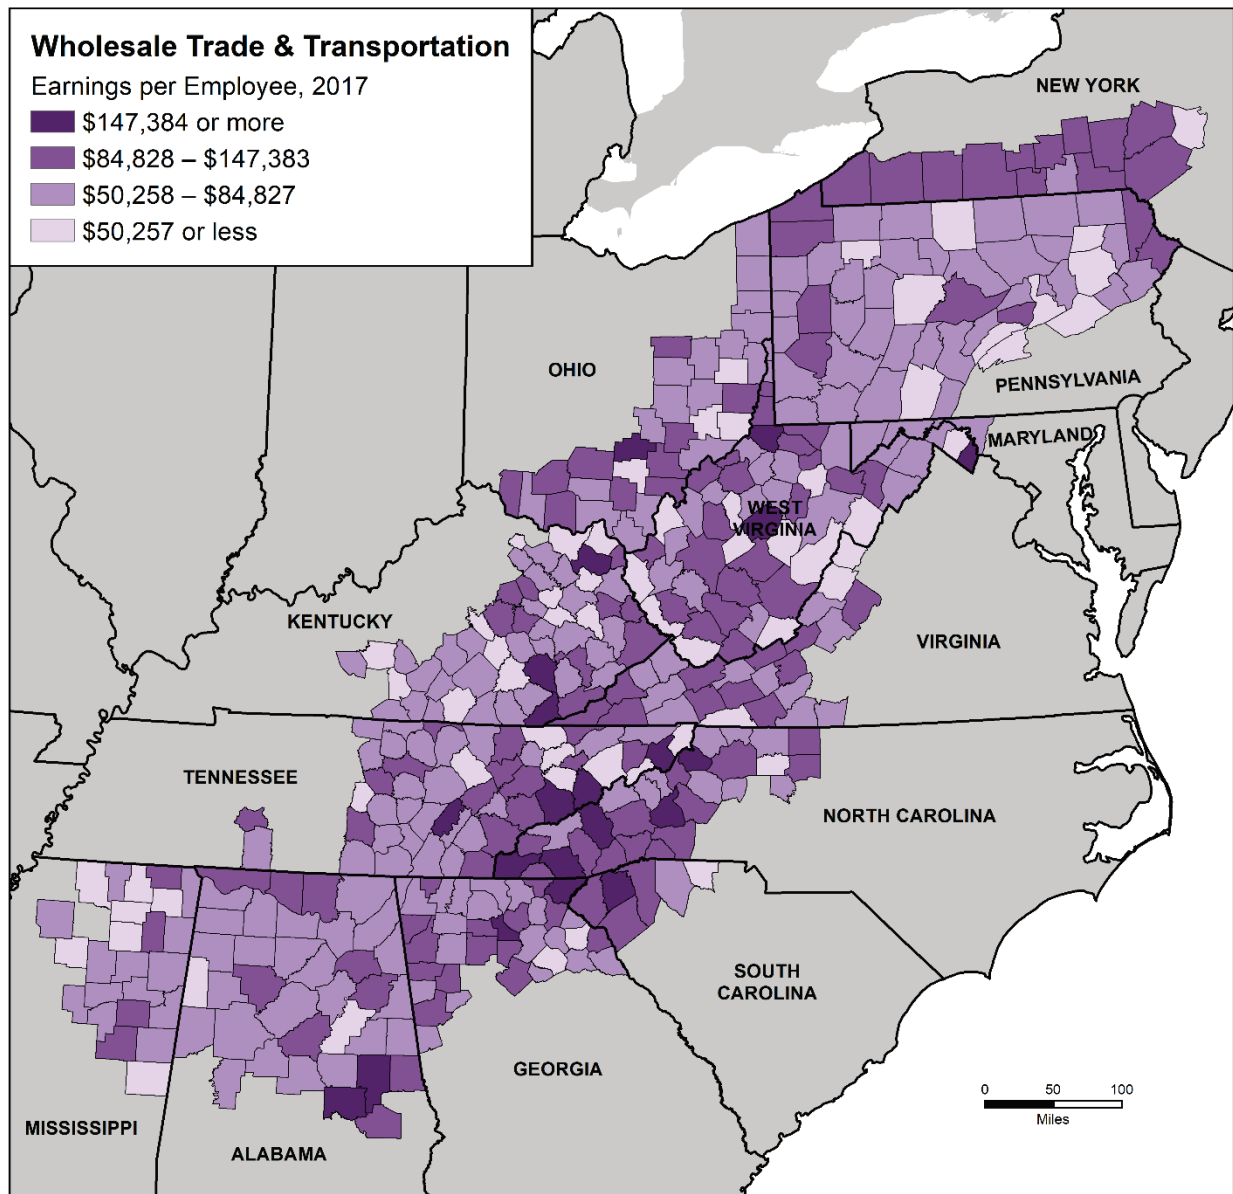 Wholesale Trade & Transportation
Earnings per Employee, 2017
$147,384 or more
$84,828 – $147,383
$50,258 – $84,827
$50,257 or less
NEW YORK
OHIO
PENNSYLVANIA
MARYLAND
WEST
VIRGINIA
KENTUCKY
VIRGINIA
TENNESSEE
NORTH CAROLINA
SOUTH
CAROLINA
GEORGIA
MISSISSIPPI
ALABAMA
0 50 100
Miles